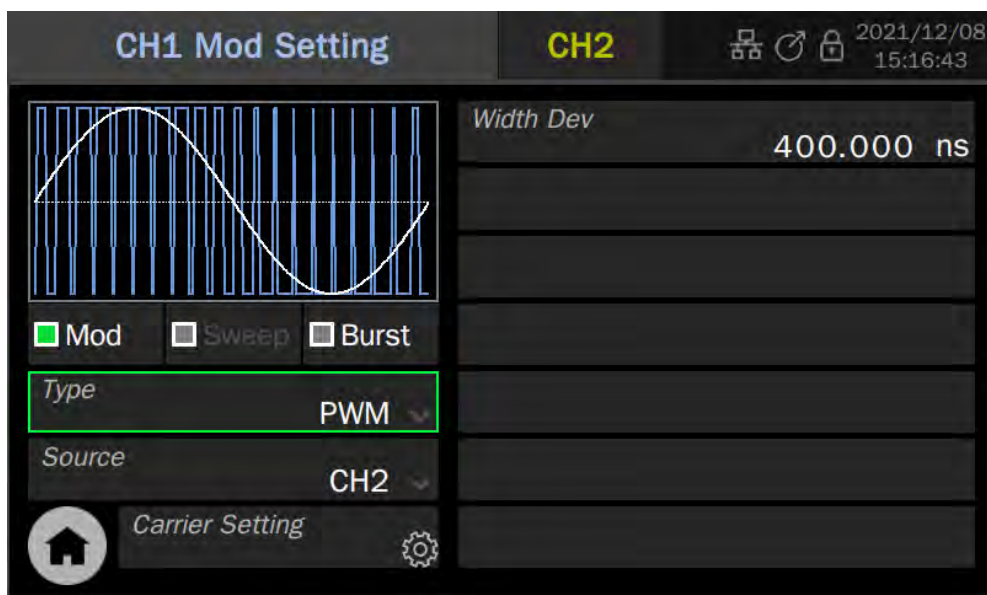 CH1 Mod Setting
CH2
2021/12/08
15:16:43
Width Dev
400.000 ns
Mod
Sweep
Burst
Type
PWM
Source
CH2
Carrier Setting